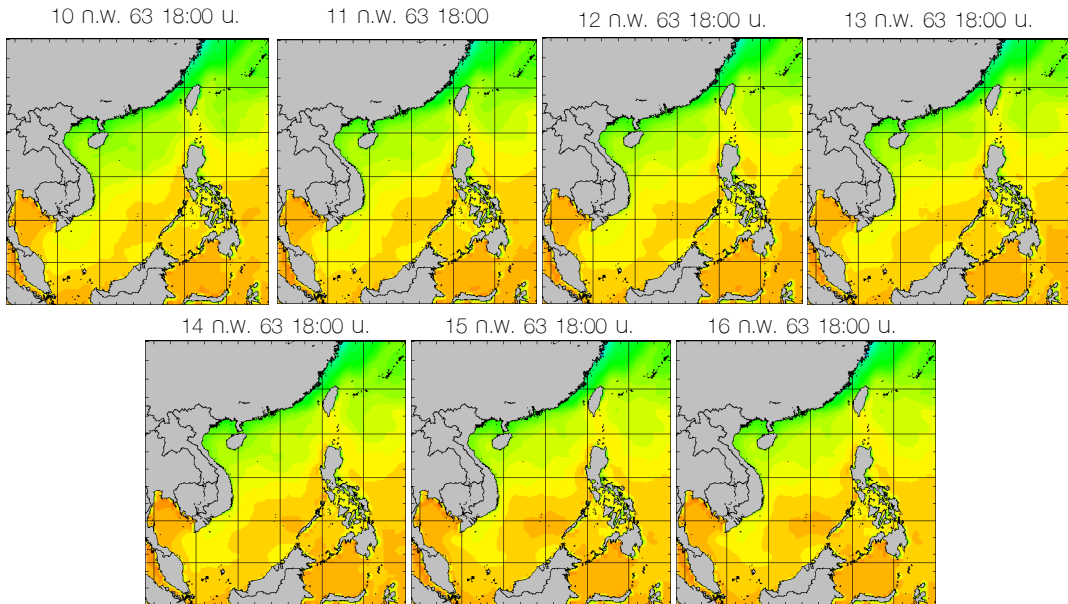 10 ก.พ. 63 18:00 น.
11 ก.พ. 63 18:00
12 ก.พ. 63 18:00 น.
13 ก.พ. 63 18:00 น.
14 ก.พ. 63 18:00 น.
15 ก.พ. 63 18:00 น.
16 ก.พ. 63 18:00 น.